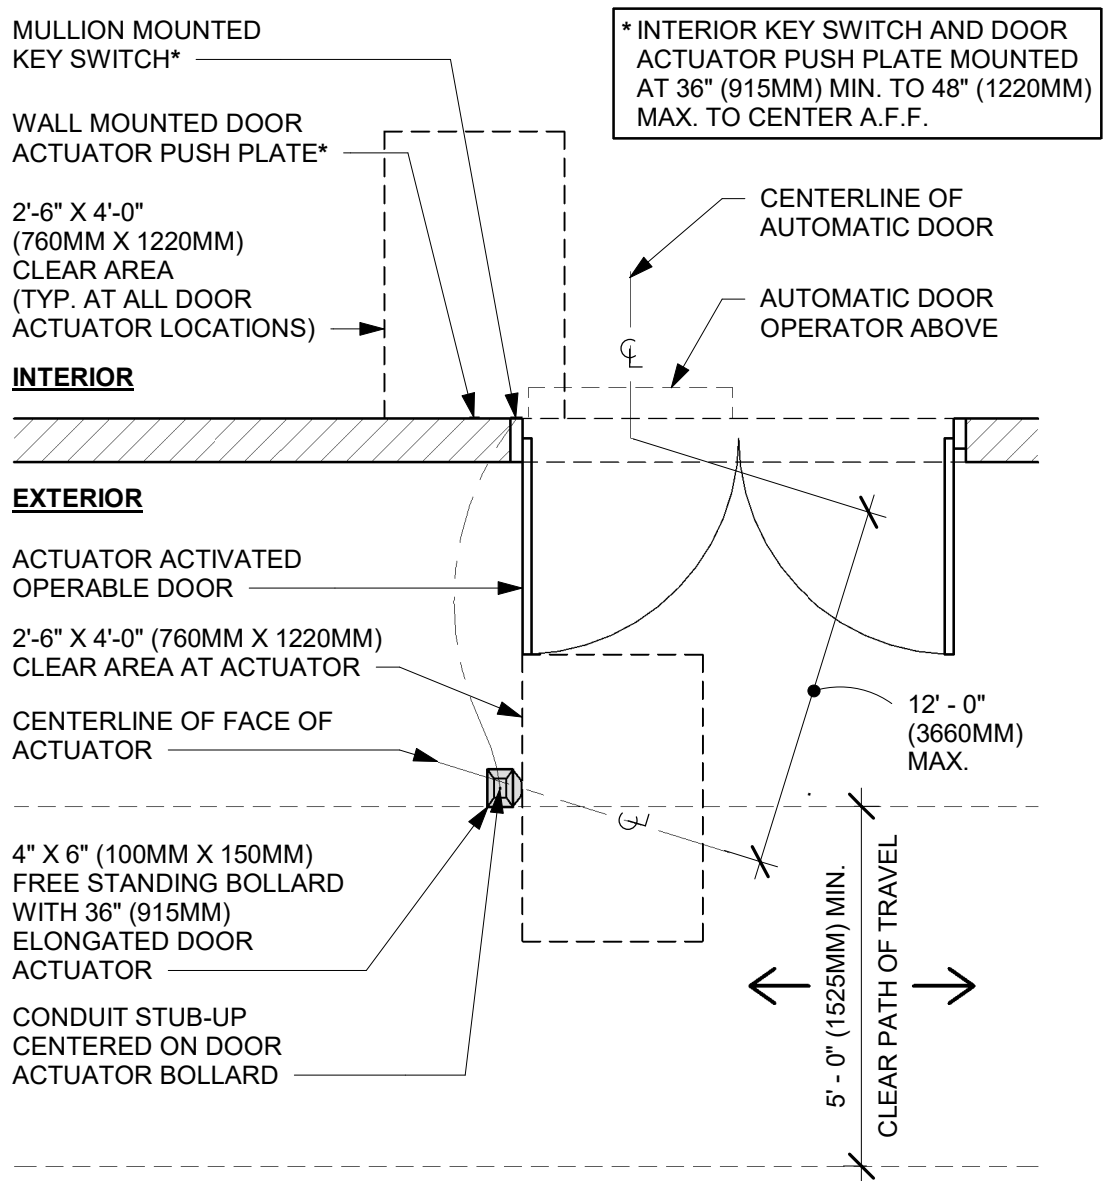 MULLION MOUNTED
KEY SWITCH*
* INTERIOR KEY SWITCH AND DOOR
ACTUATOR PUSH PLATE MOUNTED
AT 36" (915MM) MIN. TO 48" (1220MM)
MAX. TO CENTER A.F.F.
WALL MOUNTED DOOR
ACTUATOR PUSH PLATE*
2'-6" X 4'-0"
(760MM X 1220MM)
CLEAR AREA
(TYP. AT ALL DOOR
ACTUATOR LOCATIONS)
CENTERLINE OF
AUTOMATIC DOOR
AUTOMATIC DOOR
OPERATOR ABOVE
CL
INTERIOR
EXTERIOR
ACTUATOR ACTIVATED
OPERABLE DOOR
2'-6" X 4'-0" (760MM X 1220MM)
CLEAR AREA AT ACTUATOR
CENTERLINE OF FACE OF
ACTUATOR
12' - 0"
(3660MM)
MAX.
CL
4" X 6" (100MM X 150MM)
FREE STANDING BOLLARD
WITH 36" (915MM)
ELONGATED DOOR
ACTUATOR
CONDUIT STUB-UP
CENTERED ON DOOR
ACTUATOR BOLLARD
5' - 0" (1525MM) MIN.
CLEAR PATH OF TRAVEL